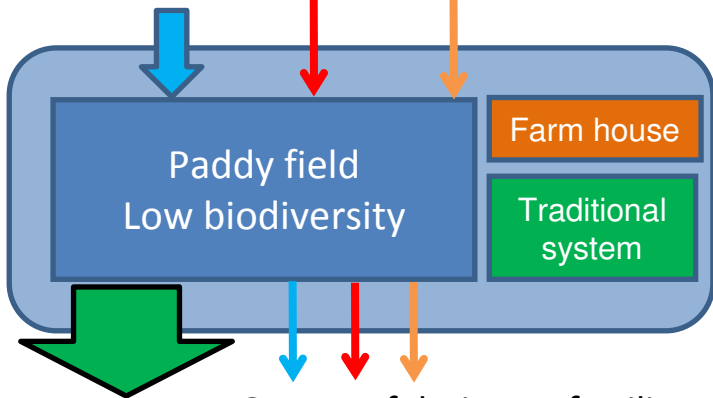 Paddy field
Low biodiversity
Farm house
Traditional
system